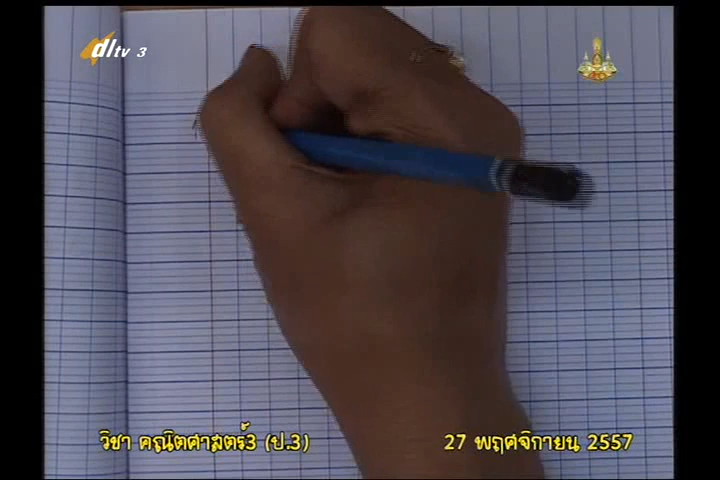 dltv 3
วิชา คณิตศาสตร์3 (ป.3)
27 พฤศจิกายน 2557